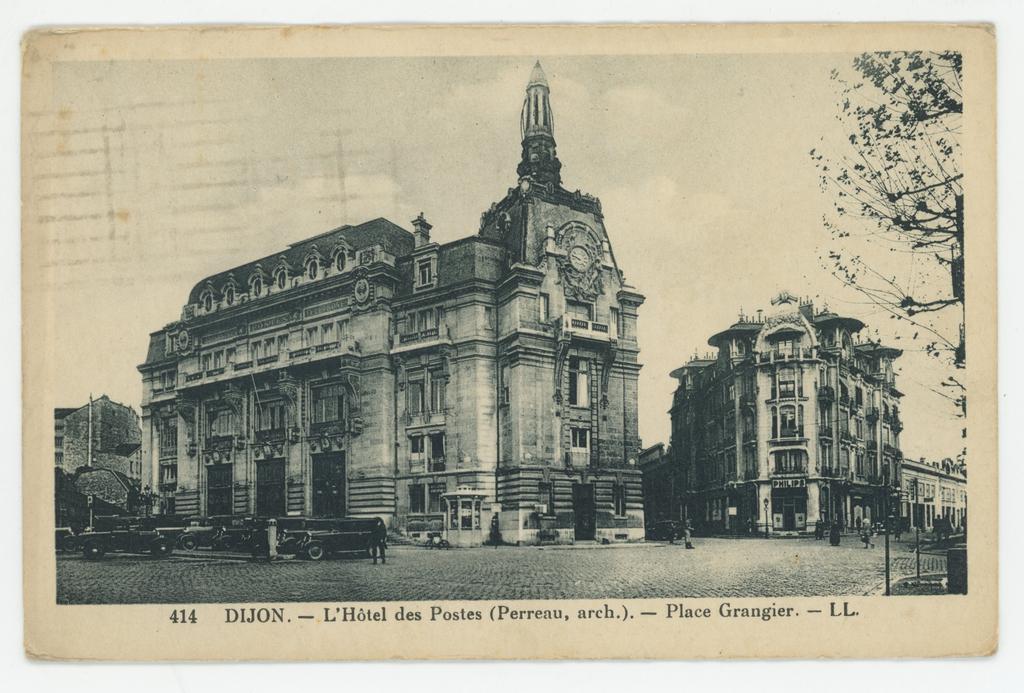 PHILIPS
414 DIJON. — L'Hôtel des Postes (Perreau, arch.). — Place Grangier. — LL.